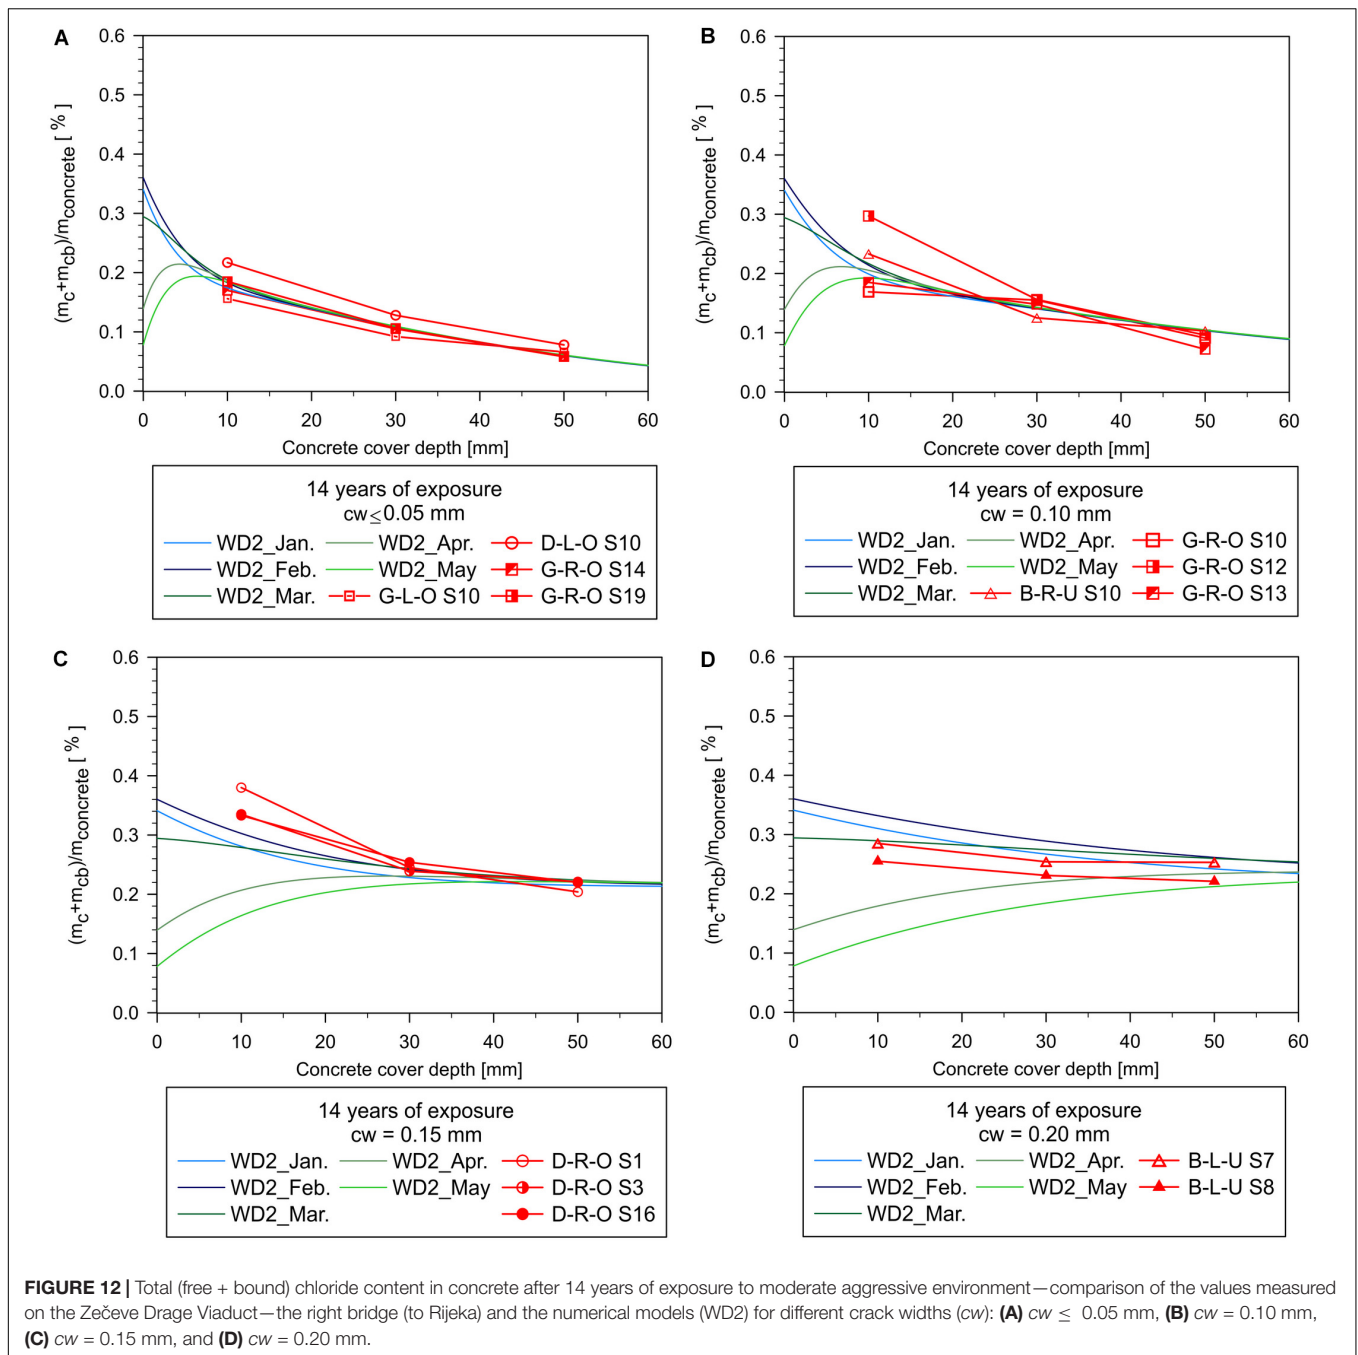 A
(mc+mcb)/mconcrete [ % ]
0.6
0.5
0.4
0.3
0.2
0.1
0.0
0 10 20 30 40 50 60
Concrete cover depth [mm]
14 years of exposure
cw ≤ 0.05 mm
WD2_Jan. WD2_Apr. D-L-O S10
WD2_Feb. WD2_May G-R-O S14
WD2_Mar. G-L-O S10 G-R-O S19
B
(mc+mcb)/mconcrete [ % ]
0.6
0.5
0.4
0.3
0.2
0.1
0.0
0 10 20 30 40 50 60
Concrete cover depth [mm]
14 years of exposure
cw = 0.10 mm
WD2_Jan. WD2_Apr. G-R-O S10
WD2_Feb. WD2_May G-R-O S12
WD2_Mar. B-R-U S10 G-R-O S13
C
(mc+mcb)/mconcrete [ % ]
0.6
0.5
0.4
0.3
0.2
0.1
0.0
0 10 20 30 40 50 60
Concrete cover depth [mm]
14 years of exposure
cw = 0.15 mm
WD2_Jan. WD2_Apr. D-R-O S1
WD2_Feb. WD2_May D-R-O S3
WD2_Mar. D-R-O S16
D
(mc+mcb)/mconcrete [ % ]
0.6
0.5
0.4
0.3
0.2
0.1
0.0
0 10 20 30 40 50 60
Concrete cover depth [mm]
14 years of exposure
cw = 0.20 mm
WD2_Jan. WD2_Apr. B-L-U S7
WD2_Feb. WD2_May B-L-U S8
WD2_Mar.
FIGURE 12 | Total (free + bound) chloride content in concrete after 14 years of exposure to moderate aggressive environment—comparison of the values measured
on the Zečeve Drage Viaduct—the right bridge (to Rijeka) and the numerical models (WD2) for different crack widths (cw): (A) cw ≤ 0.05 mm, (B) cw = 0.10 mm,
(C) cw = 0.15 mm, and (D) cw = 0.20 mm.